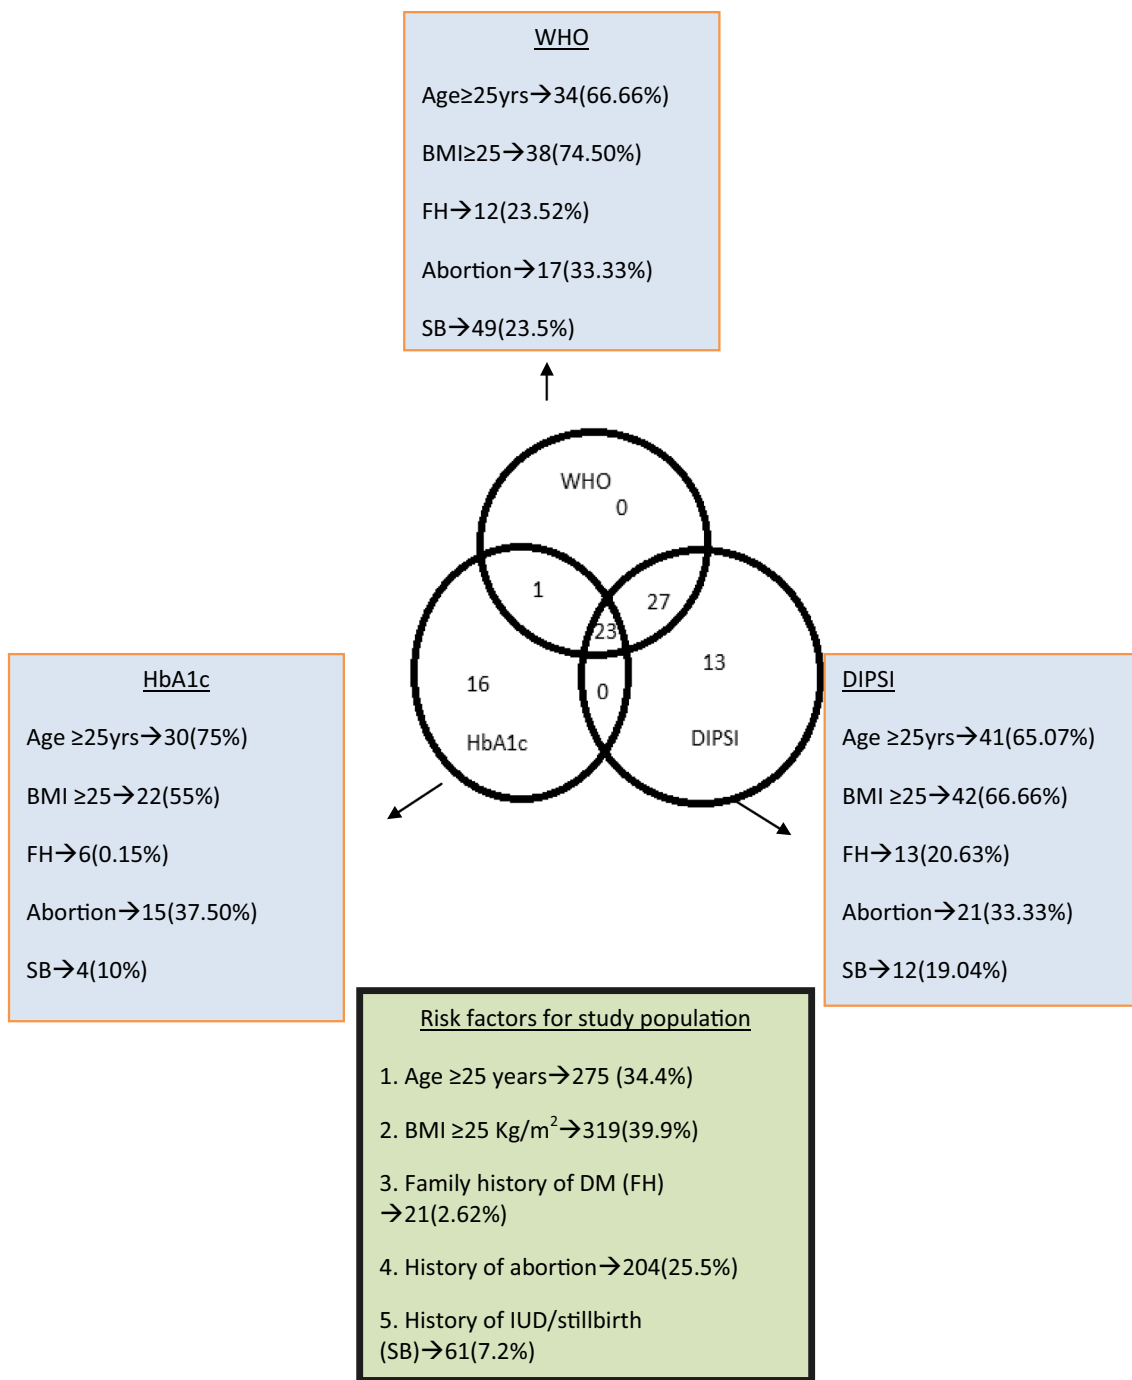 WHO
Age≥25yrs→34(66.66%)
BMI≥25→38(74.50%)
FH→12(23.52%)
Abortion→17(33.33%)
SB→49(23.5%)
WHO
0
1
27
23
13
16
0
HbA1c
DIPSI
HbA1c
Age ≥25yrs→30(75%)
BMI ≥25→22(55%)
FH→6(0.15%)
Abortion→15(37.50%)
SB→4(10%)
DIPSI
Age ≥25yrs→41(65.07%)
BMI ≥25→42(66.66%)
FH→13(20.63%)
Abortion→21(33.33%)
SB→12(19.04%)
Risk factors for study population
1. Age ≥25 years→275 (34.4%)
2. BMI ≥25 Kg/m²→319(39.9%)
3. Family history of DM (FH)
→21(2.62%)
4. History of abortion→204(25.5%)
5. History of IUD/stillbirth
(SB)→61(7.2%)